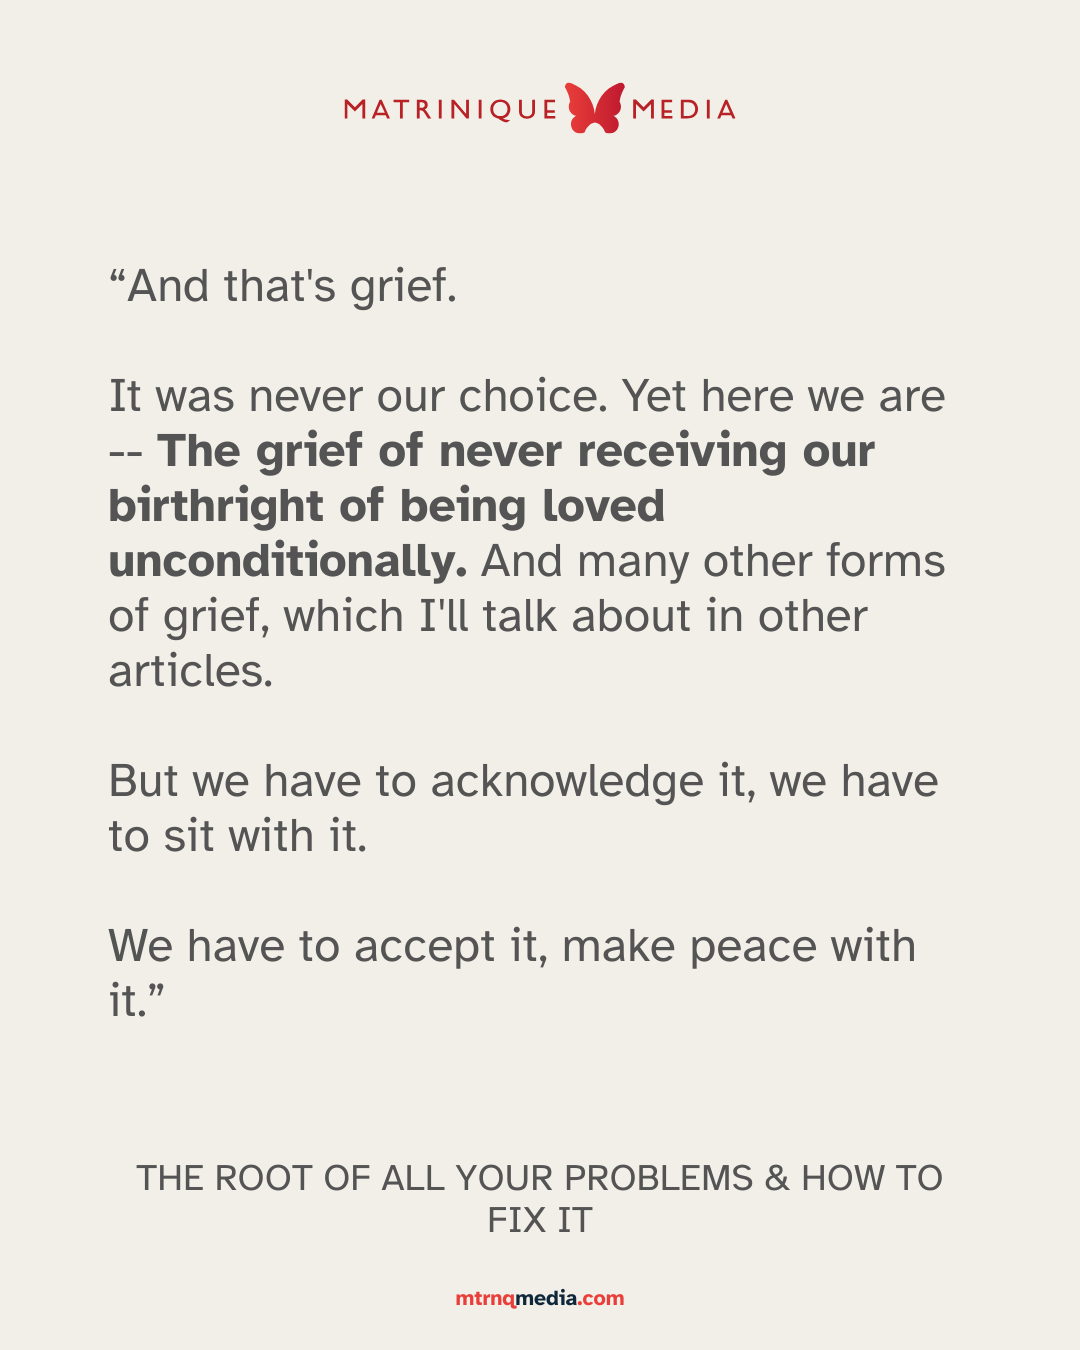 MATRINIQUE MEDIA
“And that's grief.
It was never our choice. Yet here we are
-- The grief of never receiving our
birthright of being loved
unconditionally. And many other forms
of grief, which I'll talk about in other
articles.
But we have to acknowledge it, we have
to sit with it.
We have to accept it, make peace with
it.”
THE ROOT OF ALL YOUR PROBLEMS & HOW TO
FIX IT
mtrnqmedia.com